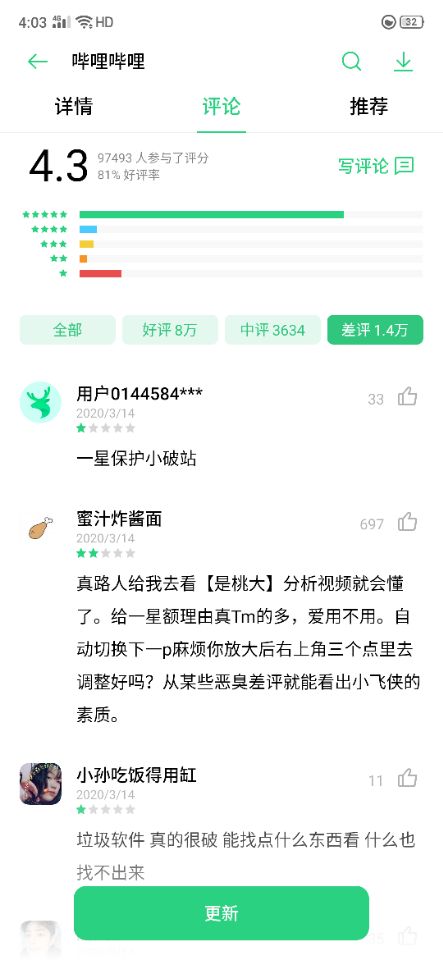 4:03 4G HD 32
哔哩哔哩
详情 评论 推荐
4.3 97493 人参与了评分
81% 好评率
写评论
全部 好评 8万 中评 3634 差评 1.4万
用户0144584***
2020/3/14
33
一星保护小破站
蜜汁炸酱面
2020/3/14
697
真路人给我去看【是桃大】分析视频就会懂
了。给一星额理由真Tm的多，爱用不用。自
动切换下一p麻烦你放大后右上角三个点里去
调整好吗？从某些恶臭差评就能看出小飞侠的
素质。
小孙吃饭得用缸
2020/3/14
11
垃圾软件 真的很破 能找点什么东西看 什么也
找不出来
更新